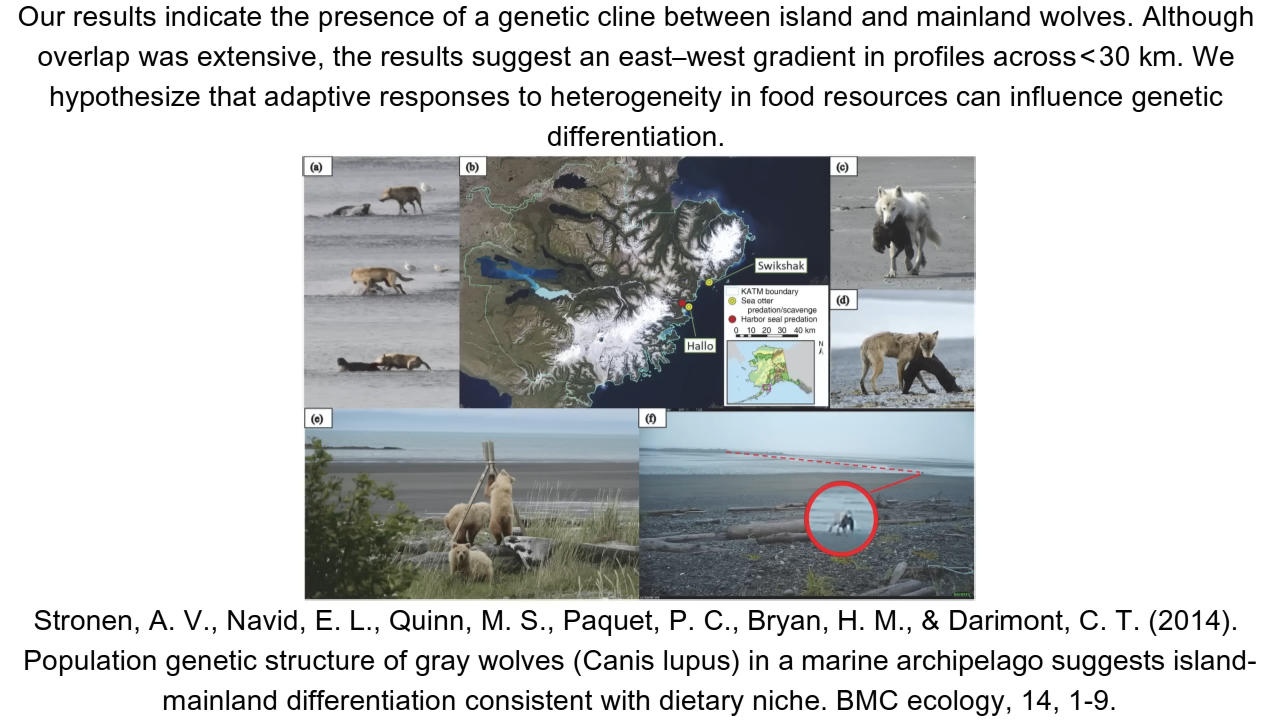 Our results indicate the presence of a genetic cline between island and mainland wolves. Although
overlap was extensive, the results suggest an east–west gradient in profiles across<30 km. We
hypothesize that adaptive responses to heterogeneity in food resources can influence genetic
differentiation.
(a)
(b)
(c)
Swikshak
KATM boundary
Sea otter
predation/scavenge
Harbor seal predation
0 10 20 30 40 km
N
(d)
Hallo
(e)
(f)
Stronen, A. V., Navid, E. L., Quinn, M. S., Paquet, P. C., Bryan, H. M., & Darimont, C. T. (2014).
Population genetic structure of gray wolves (Canis lupus) in a marine archipelago suggests island-
mainland differentiation consistent with dietary niche. BMC ecology, 14, 1-9.